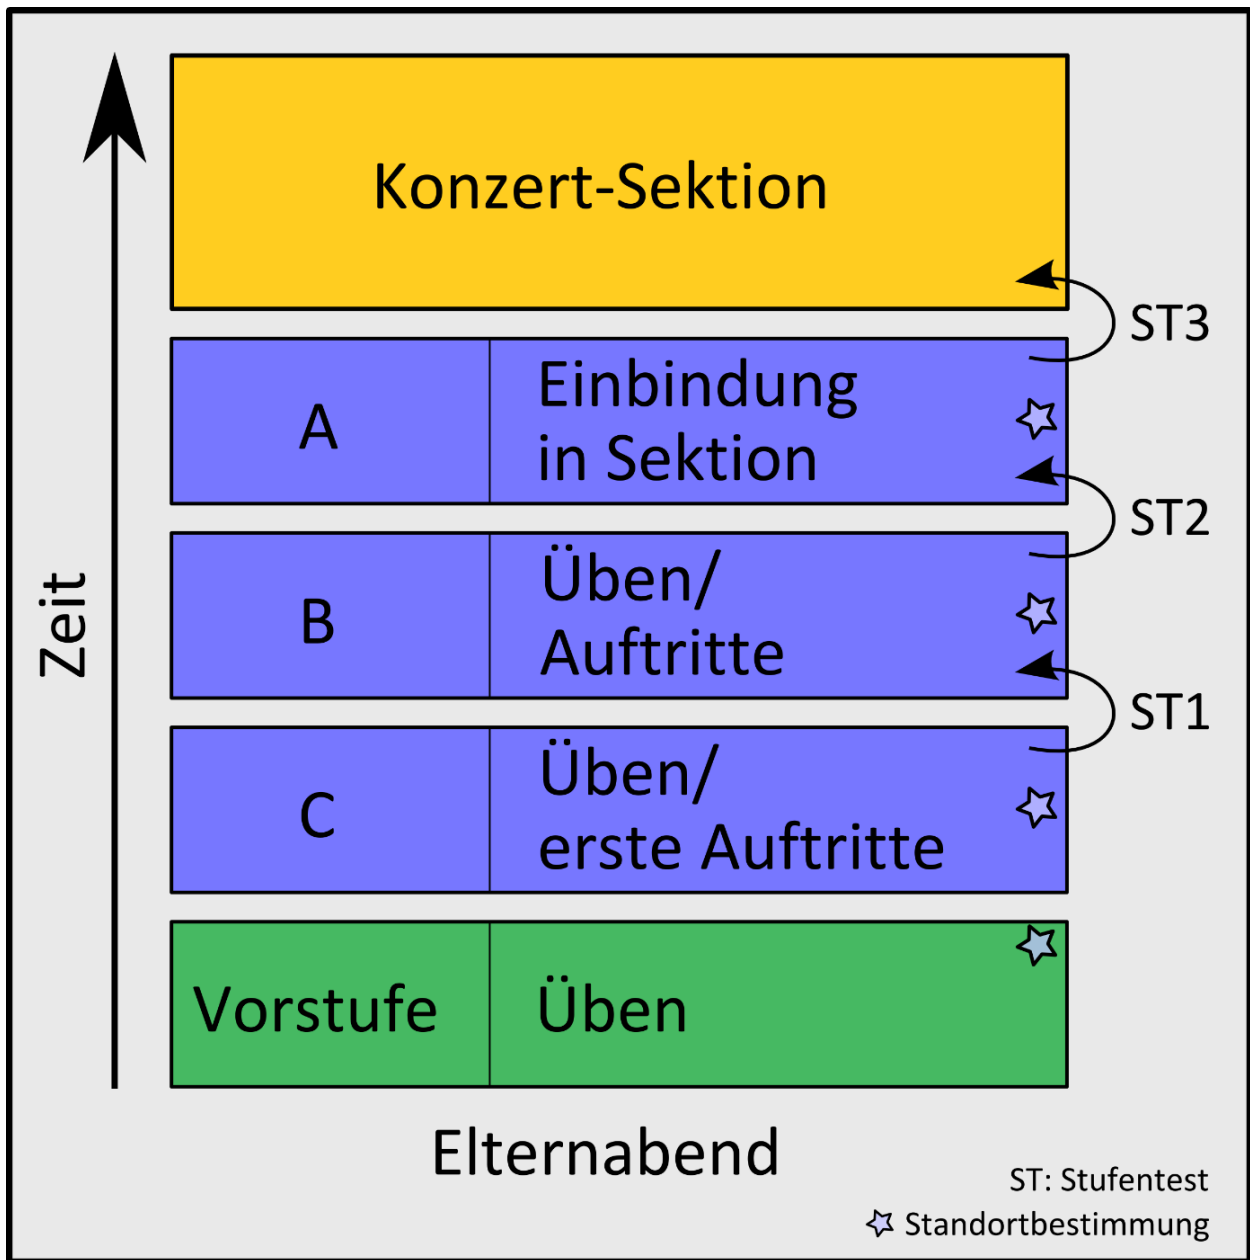 Konzert-Sektion
ST3
A
Einbindung
in Sektion
ST2
B
Üben/
Auftritte
Zeit
ST1
C
Üben/
erste Auftritte
Vorstufe
Üben
Elternabend
ST: Stufentest
Standortbestimmung